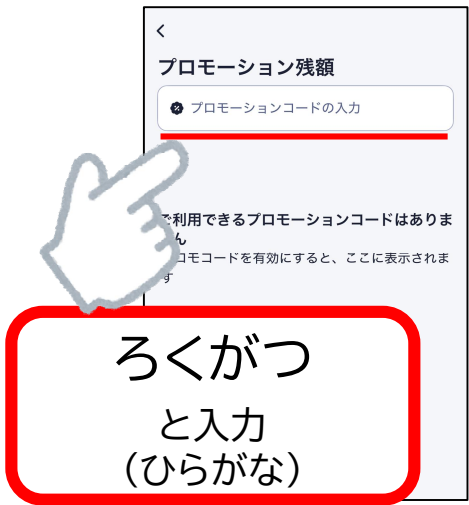 プロモーション残額
プロモーションコードの入力
利用できるプロモーションコードはありま
ん
ロモコードを有効にすると、ここに表示されま
す
ろくがつ
と入力
(ひらがな)